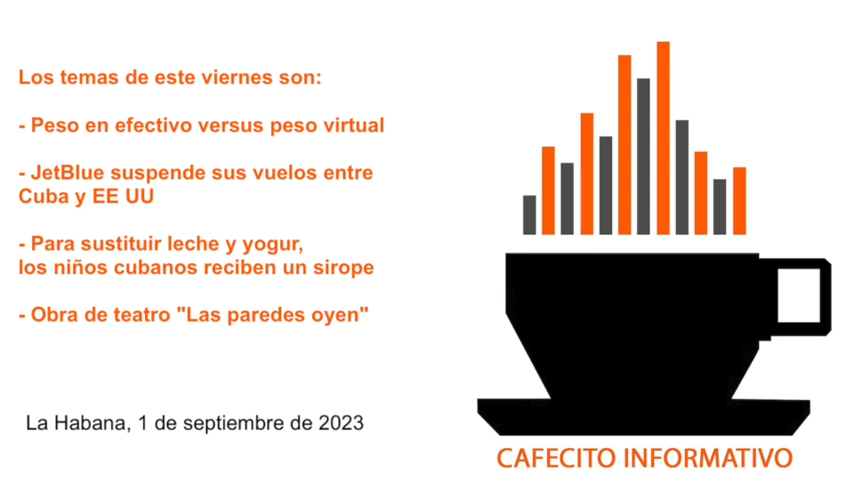 Los temas de este viernes son:
- Peso en efectivo versus peso virtual
- JetBlue suspende sus vuelos entre
Cuba y EE UU
- Para sustituir leche y yogur,
los niños cubanos reciben un sirope
- Obra de teatro "Las paredes oyen"
La Habana, 1 de septiembre de 2023
CAFECITO INFORMATIVO